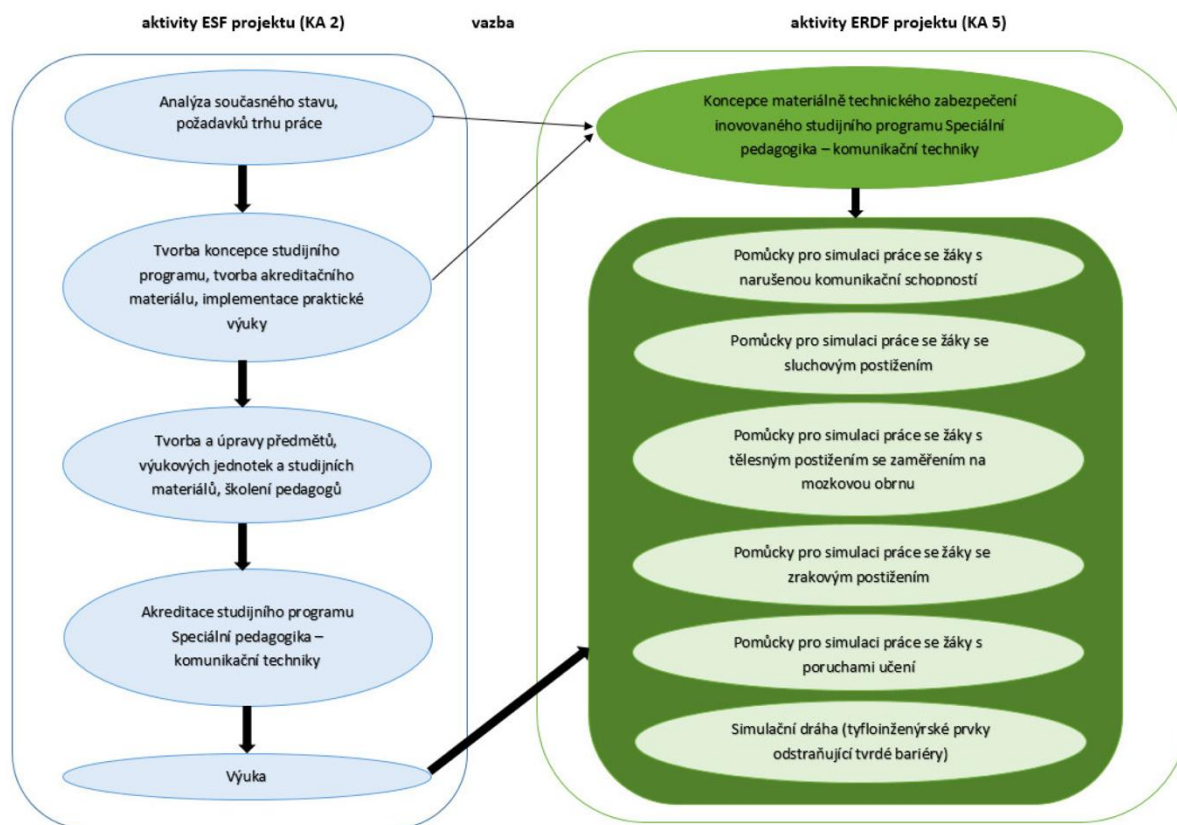 aktivity ESF projektu (KA 2)
vazba
aktivity ERDF projektu (KA 5)
Analýza současného stavu,
požadavků trhu práce
Tvorba koncepce studijního
programu, tvorba akreditačního
materiálu, implementace praktické
výuky
Tvorba a úpravy předmětů,
výukových jednotek a studijních
materiálů, školení pedagogů
Akreditace studijního programu
Speciální pedagogika –
komunikační techniky
Výuka
Koncepce materiálně technického zabezpečení
inovovaného studijního programu Speciální
pedagogika – komunikační techniky
Pomůcky pro simulaci práce se žáky s
narušenou komunikační schopností
Pomůcky pro simulaci práce se žáky se
sluchovým postižením
Pomůcky pro simulaci práce se žáky s
tělesným postižením se zaměřením na
mozkovou obrnu
Pomůcky pro simulaci práce se žáky se
zrakovým postižením
Pomůcky pro simulaci práce se žáky s
poruchami učení
Simulační dráha (tyfloinženýrské prvky
odstraňující tvrdé bariéry)